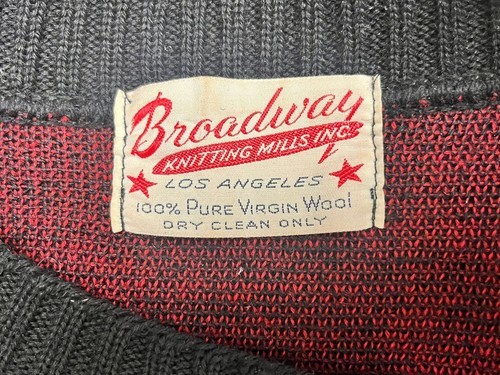 Broadway
KNITTING MILLS INC.
LOS ANGELES
100% PURE VIRGIN WOOL
DRY CLEAN ONLY